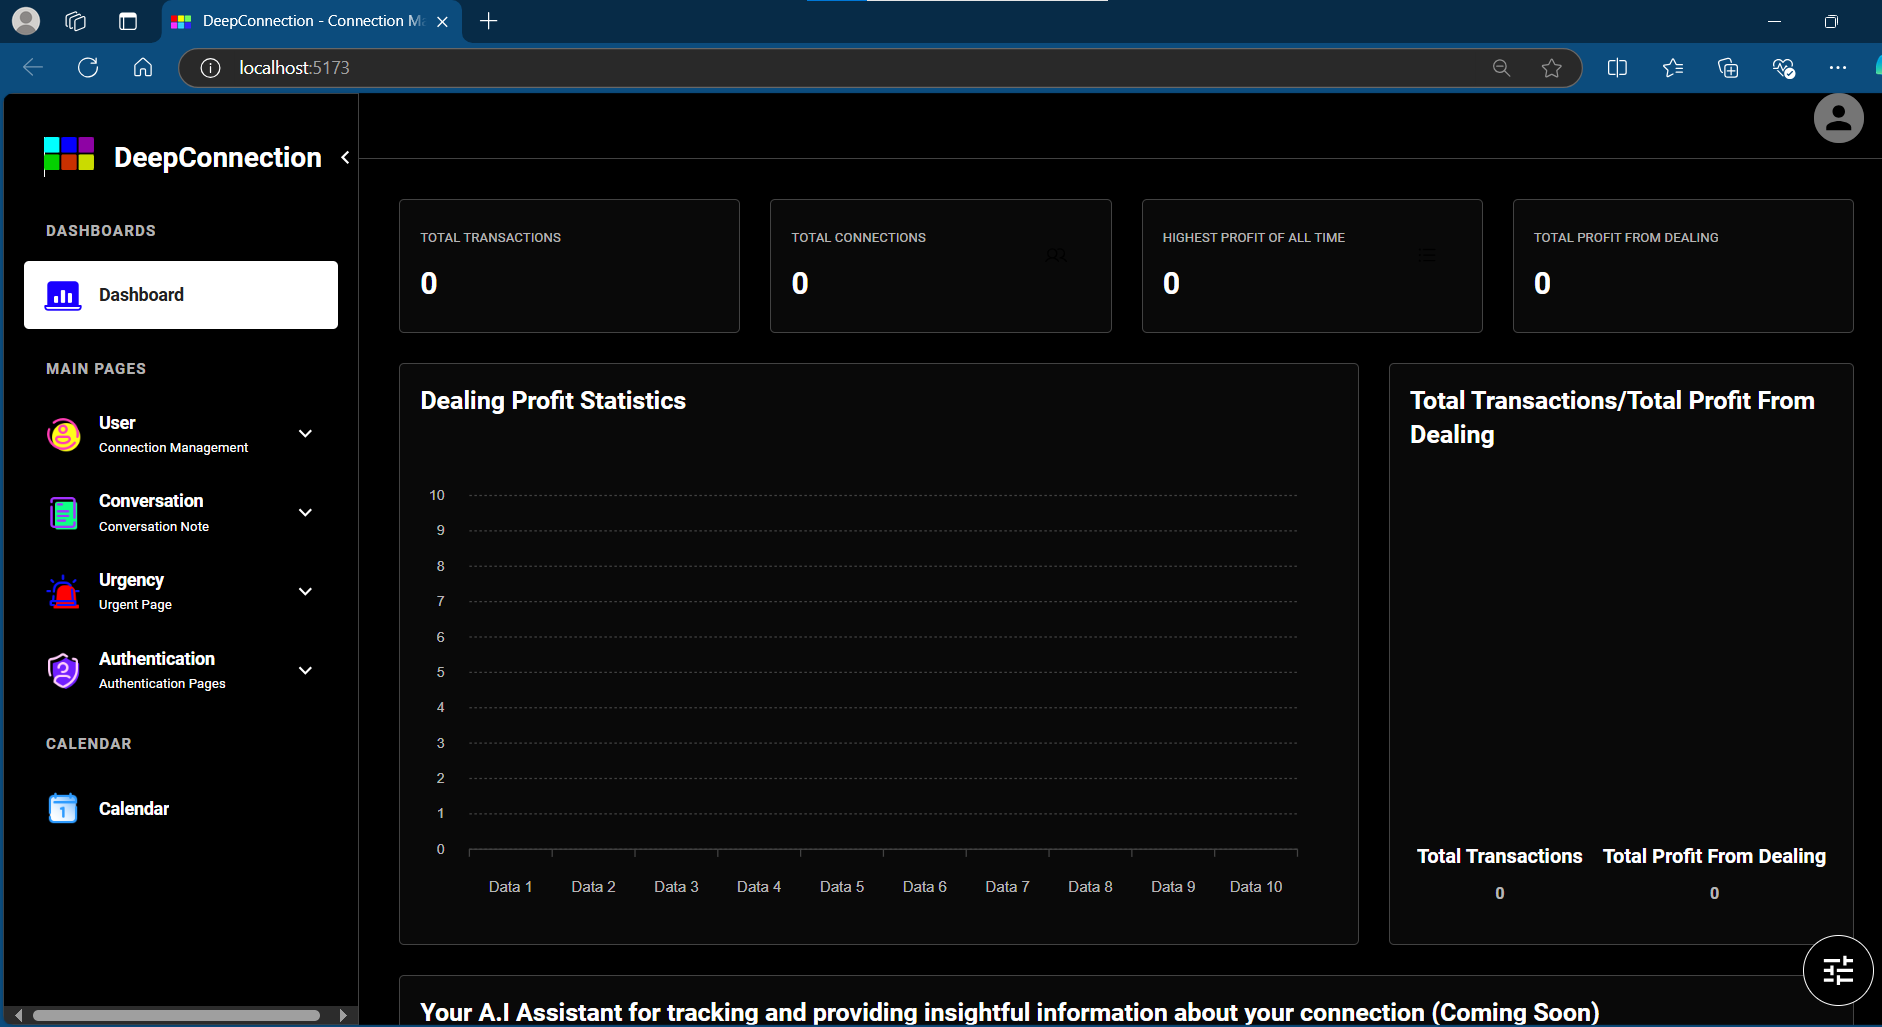 DeepConnection - Connection Ma
localhost:5173
DeepConnection
DASHBOARDS
Dashboard
MAIN PAGES
User
Connection Management
Conversation
Conversation Note
Urgency
Urgent Page
Authentication
Authentication Pages
CALENDAR
1
Calendar
TOTAL TRANSACTIONS
0
TOTAL CONNECTIONS
0
HIGHEST PROFIT OF ALL TIME
0
TOTAL PROFIT FROM DEALING
0
Dealing Profit Statistics
10
9
8
7
6
5
4
3
2
1
0
Data 1 Data 2 Data 3 Data 4 Data 5 Data 6 Data 7 Data 8 Data 9 Data 10
Total Transactions/Total Profit From
Dealing
Total Transactions Total Profit From Dealing
0 0
Your A.I Assistant for tracking and providing insightful information about your connection (Coming Soon)